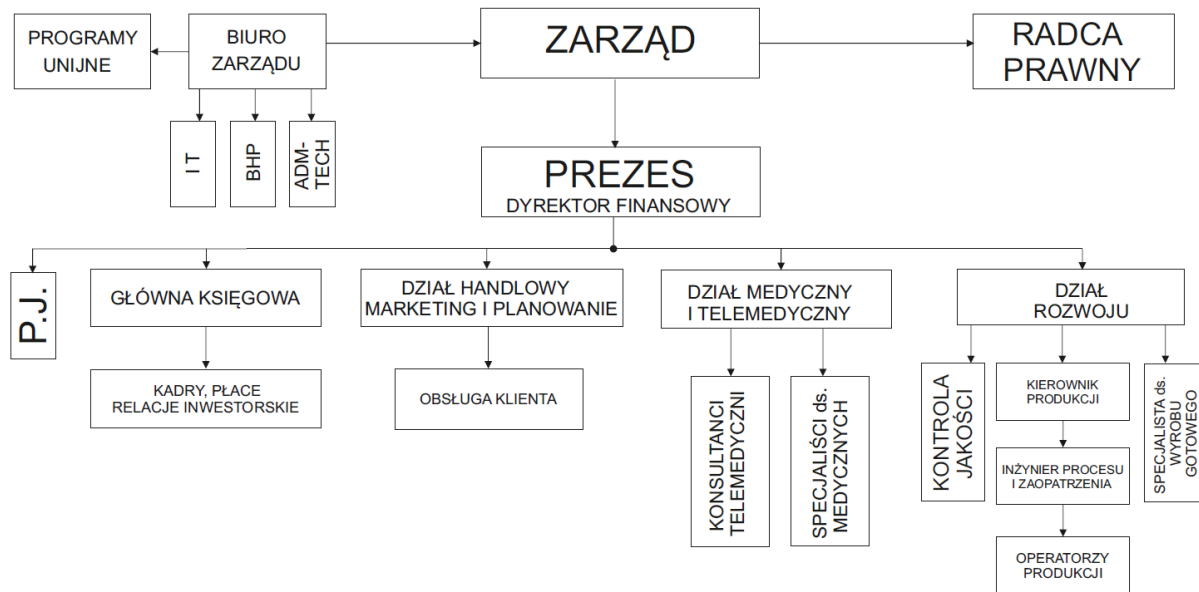 PROGRAMY
UNIJNE
BIURO
ZARZĄDU
ZARZĄD
RADCA
PRAWNY
I T
BHP
ADM-
TECH
PREZES
DYREKTOR FINANSOWY
P.J.
GŁÓWNA KSIĘGOWA
DZIAŁ HANDLOWY
MARKETING I PLANOWANIE
DZIAŁ MEDYCZNY
I TELEMEDYCZNY
DZIAŁ
ROZWOJU
KADRY, PŁACE
RELACJE INWESTORSKIE
OBSŁUGA KLIENTA
KONSULTANCI
TELEMEDYCZNI
SPECJALIŚCI ds.
MEDYCZNYCH
KONTROLA
JAKOŚCI
KIEROWNIK
PRODUKCJI
INŻYNIER PROCESU
I ZAOPATRZENIA
OPERATORZY
PRODUKCJI
SPECJALISTA ds.
WYROBU
GOTOWEGO